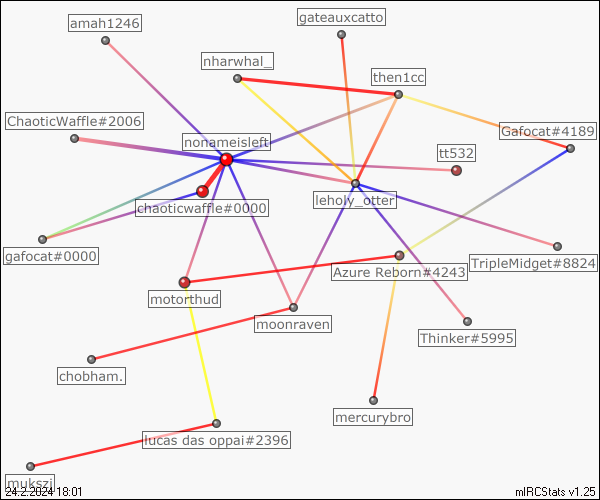 amah1246
gateauxcatto
nharwhal_
then1cc
ChaoticWaffle#2006
nonameisleft
Gafocat#4189
tt532
chaoticwaffle#0000
leholy_otter
gafocat#0000
Azure Reborn#4243
TripleMidget#8824
motorthud
moonraven
Thinker#5995
chobham.
mercurybro
lucas das oppai#2396
mukszi
24.2.2024 18:01
mIRCStats v1.25